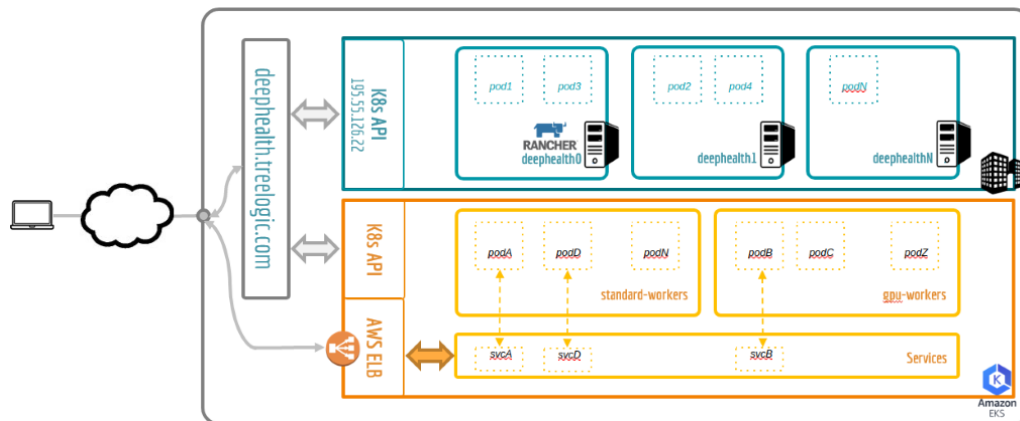 deephealth.treelogic.com
K8s API
195.55.126.22
pod1
pod3
RANCHER
deephealth0
pod2
pod4
deephealth1
podN
deephealthN
K8s API
podA
podD
podN
standard-workers
podB
podC
podZ
gpu-workers
AWS ELB
svcA
svcD
svcB
Services
K
Amazon
EKS